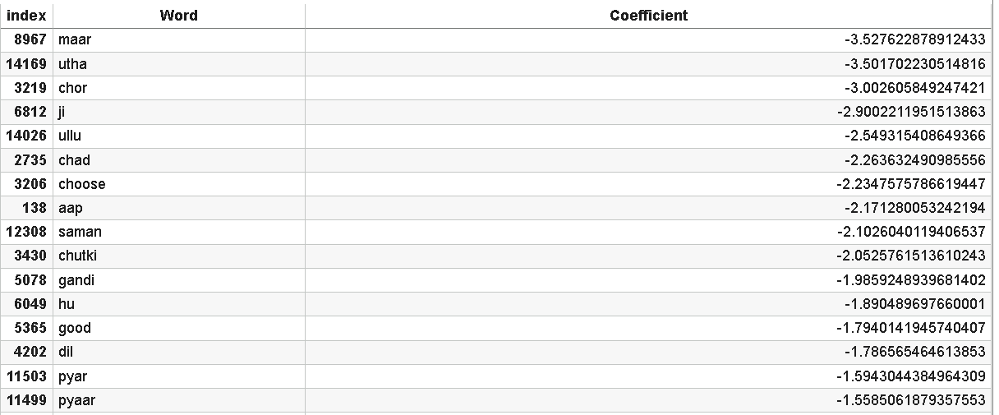 index Word Coefficient
8967 maar -3.527622878912433
14169 utha -3.501702230514816
3219 chor -3.002605849247421
6812 ji -2.9002211951513863
14026 ullu -2.549315408649366
2735 chad -2.263632490985556
3206 choose -2.2347575786619447
138 aap -2.171280053242194
12308 saman -2.1026040119406537
3430 chutki -2.0525761513610243
5078 gandi -1.9859248939681402
6049 hu -1.890489697660001
5365 good -1.7940141945740407
4202 dil -1.786565464613853
11503 pyar -1.5943044384964309
11499 pyaar -1.5585061879357553